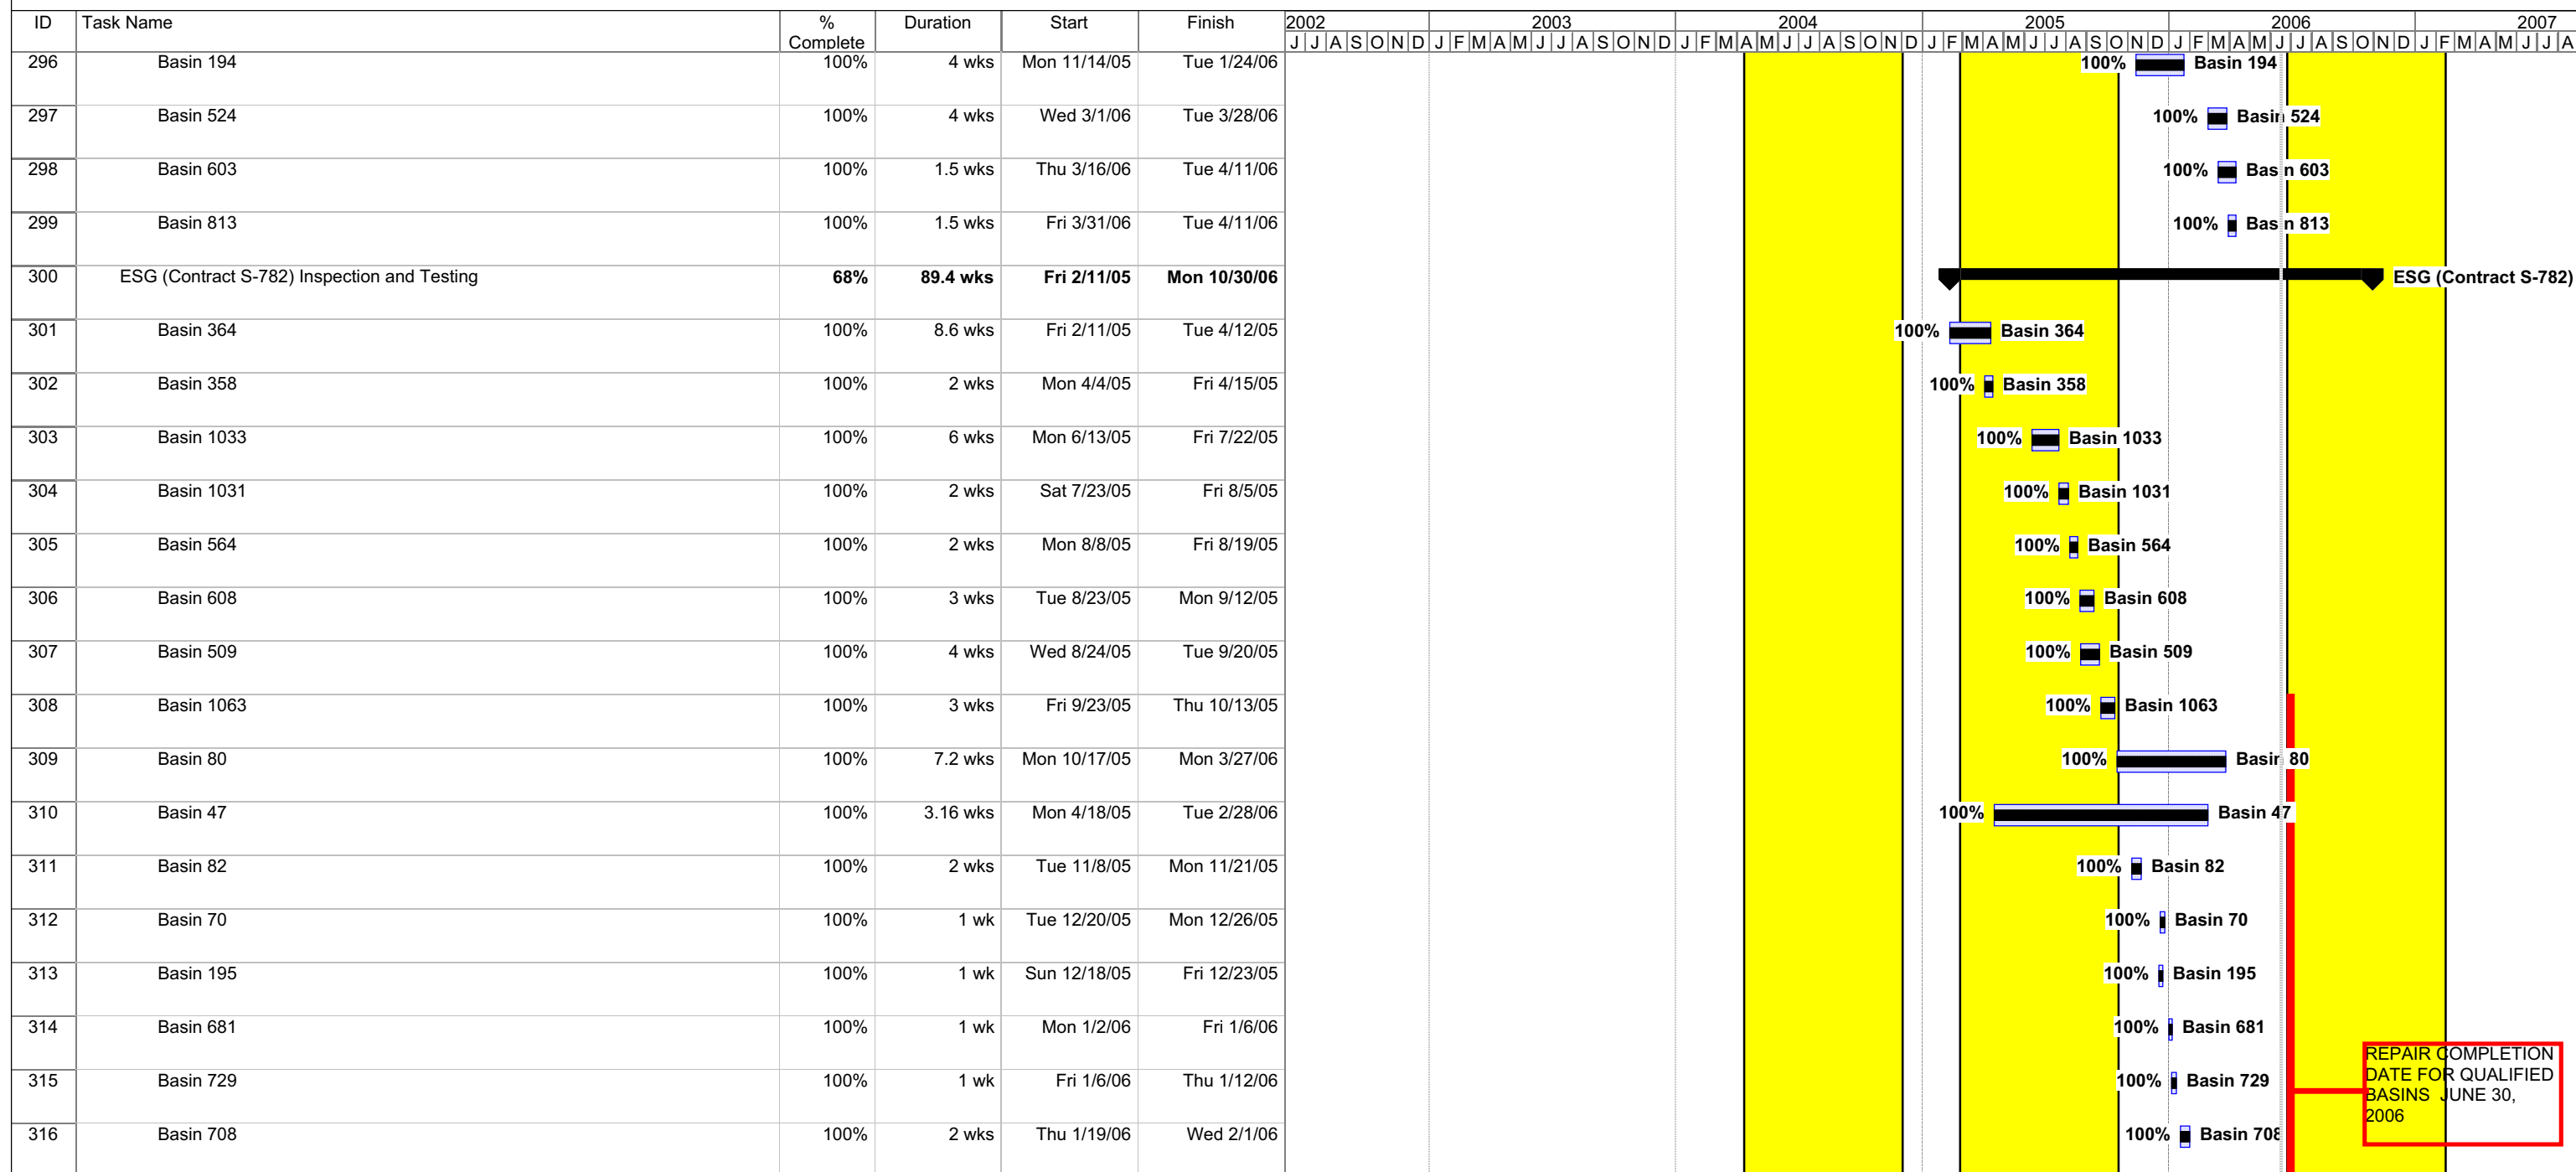 ID Task Name % Complete Duration Start Finish 2002 2003 2004 2005 2006 2007
J J A S O N D J F M A M J J A S O N D J F M A M J J A S O N D J F M A M J J A S O N D J F M A M J J A S O N D J F M A M J J A
296 Basin 194 100% 4 wks Mon 11/14/05 Tue 1/24/06 100% Basin 194
297 Basin 524 100% 4 wks Wed 3/1/06 Tue 3/28/06 100% Basin 524
298 Basin 603 100% 1.5 wks Thu 3/16/06 Tue 4/11/06 100% Basin 603
299 Basin 813 100% 1.5 wks Fri 3/31/06 Tue 4/11/06 100% Basin 813
300 ESG (Contract S-782) Inspection and Testing 68% 89.4 wks Fri 2/11/05 Mon 10/30/06 ESG (Contract S-782)
301 Basin 364 100% 8.6 wks Fri 2/11/05 Tue 4/12/05 100% Basin 364
302 Basin 358 100% 2 wks Mon 4/4/05 Fri 4/15/05 100% Basin 358
303 Basin 1033 100% 6 wks Mon 6/13/05 Fri 7/22/05 100% Basin 1033
304 Basin 1031 100% 2 wks Sat 7/23/05 Fri 8/5/05 100% Basin 1031
305 Basin 564 100% 2 wks Mon 8/8/05 Fri 8/19/05 100% Basin 564
306 Basin 608 100% 3 wks Tue 8/23/05 Mon 9/12/05 100% Basin 608
307 Basin 509 100% 4 wks Wed 8/24/05 Tue 9/20/05 100% Basin 509
308 Basin 1063 100% 3 wks Fri 9/23/05 Thu 10/13/05 100% Basin 1063
309 Basin 80 100% 7.2 wks Mon 10/17/05 Mon 3/27/06 100% Basin 80
310 Basin 47 100% 3.16 wks Mon 4/18/05 Tue 2/28/06 100% Basin 47
311 Basin 82 100% 2 wks Tue 11/8/05 Mon 11/21/05 100% Basin 82
312 Basin 70 100% 1 wk Tue 12/20/05 Mon 12/26/05 100% Basin 70
313 Basin 195 100% 1 wk Sun 12/18/05 Fri 12/23/05 100% Basin 195
314 Basin 681 100% 1 wk Mon 1/2/06 Fri 1/6/06 100% Basin 681
315 Basin 729 100% 1 wk Fri 1/6/06 Thu 1/12/06 100% Basin 729
316 Basin 708 100% 2 wks Thu 1/19/06 Wed 2/1/06 100% Basin 708
REPAIR COMPLETION
DATE FOR QUALIFIED
BASINS JUNE 30,
2006